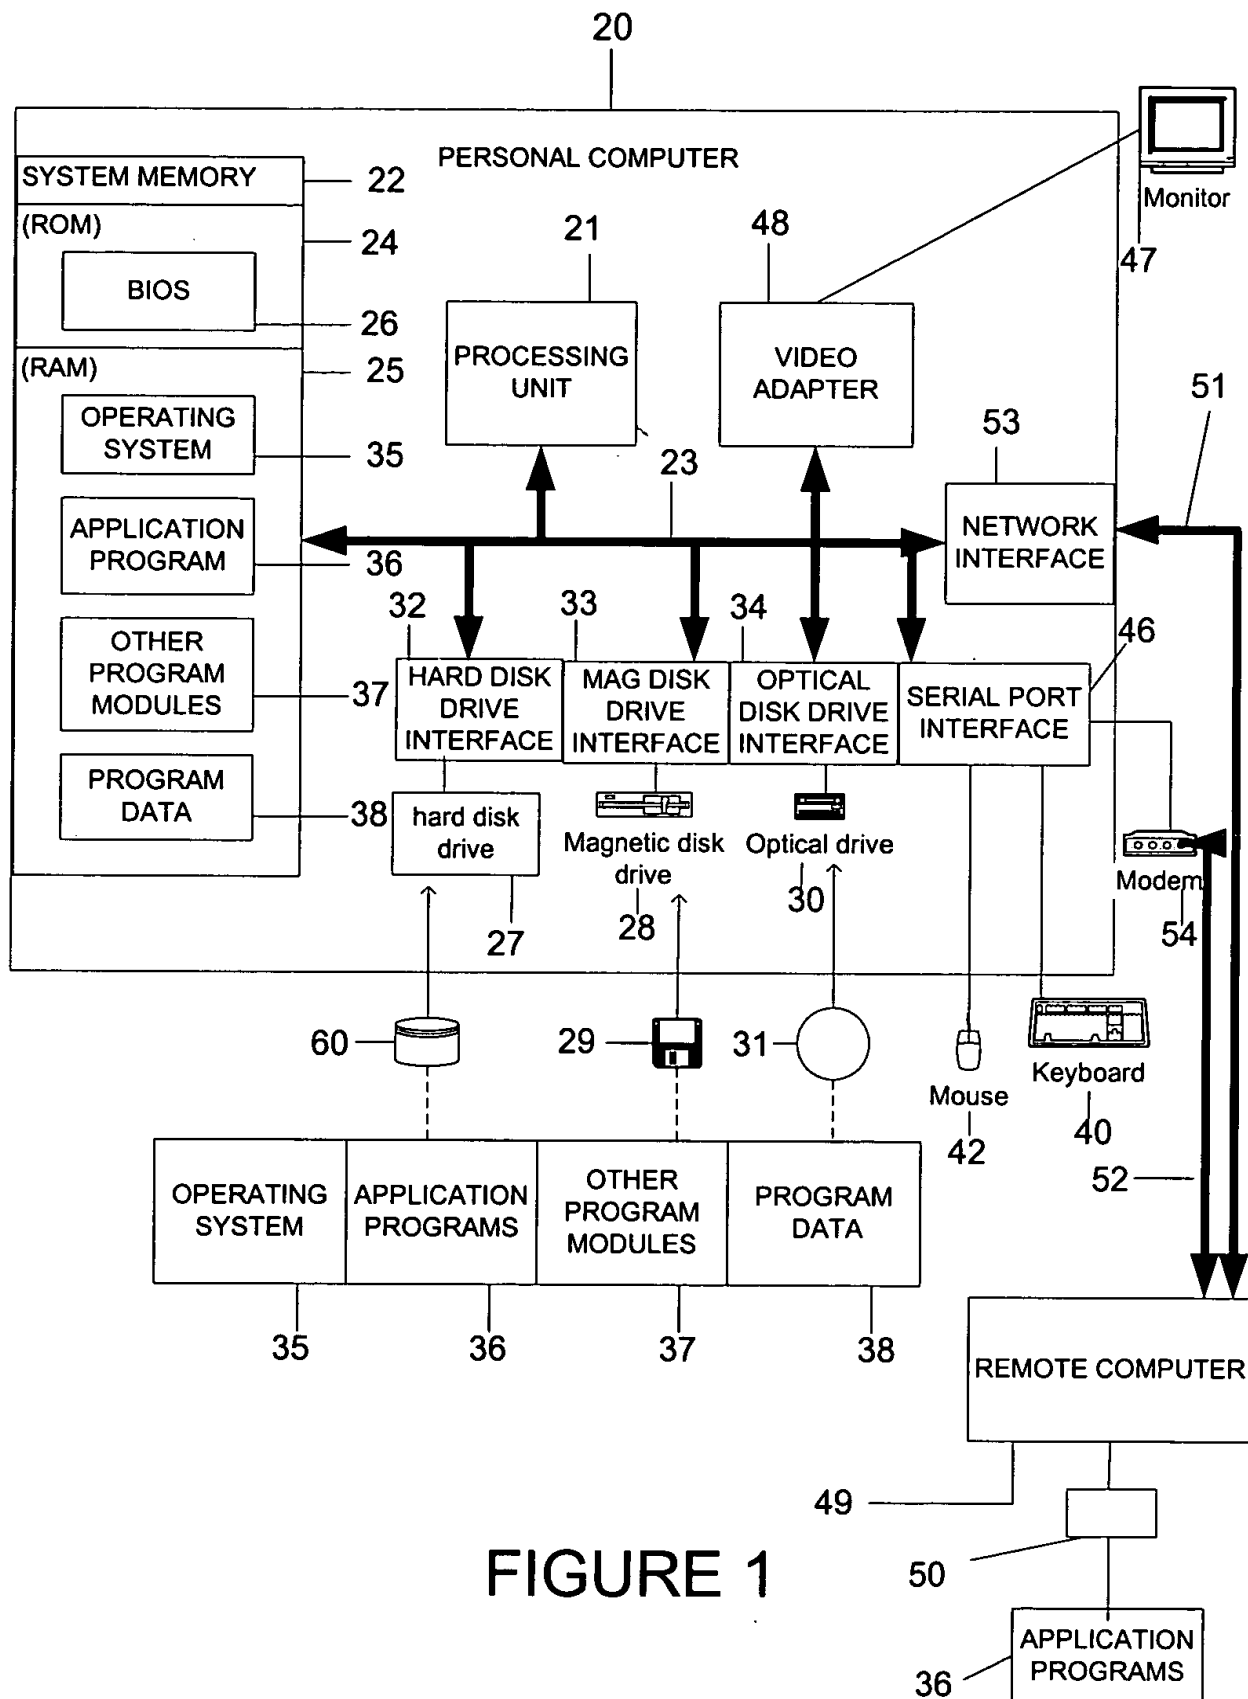 20
PERSONAL COMPUTER
SYSTEM MEMORY
22
(ROM)
24
BIOS
26
(RAM)
25
OPERATING
SYSTEM
35
APPLICATION
PROGRAM
36
OTHER
PROGRAM
MODULES
37
PROGRAM
DATA
38
21
PROCESSING
UNIT
48
VIDEO
ADAPTER
Monitor
47
23
53
NETWORK
INTERFACE
51
32
HARD DISK
DRIVE
INTERFACE
33
MAG DISK
DRIVE
INTERFACE
34
OPTICAL
DISK DRIVE
INTERFACE
46
SERIAL PORT
INTERFACE
hard disk
drive
27
Magnetic disk
drive
28
Optical drive
30
Modem
54
60
29
31
Mouse
42
Keyboard
40
52
OPERATING
SYSTEM
APPLICATION
PROGRAMS
OTHER
PROGRAM
MODULES
PROGRAM
DATA
35
36
37
38
REMOTE COMPUTER
49
50
FIGURE 1
APPLICATION
PROGRAMS
36